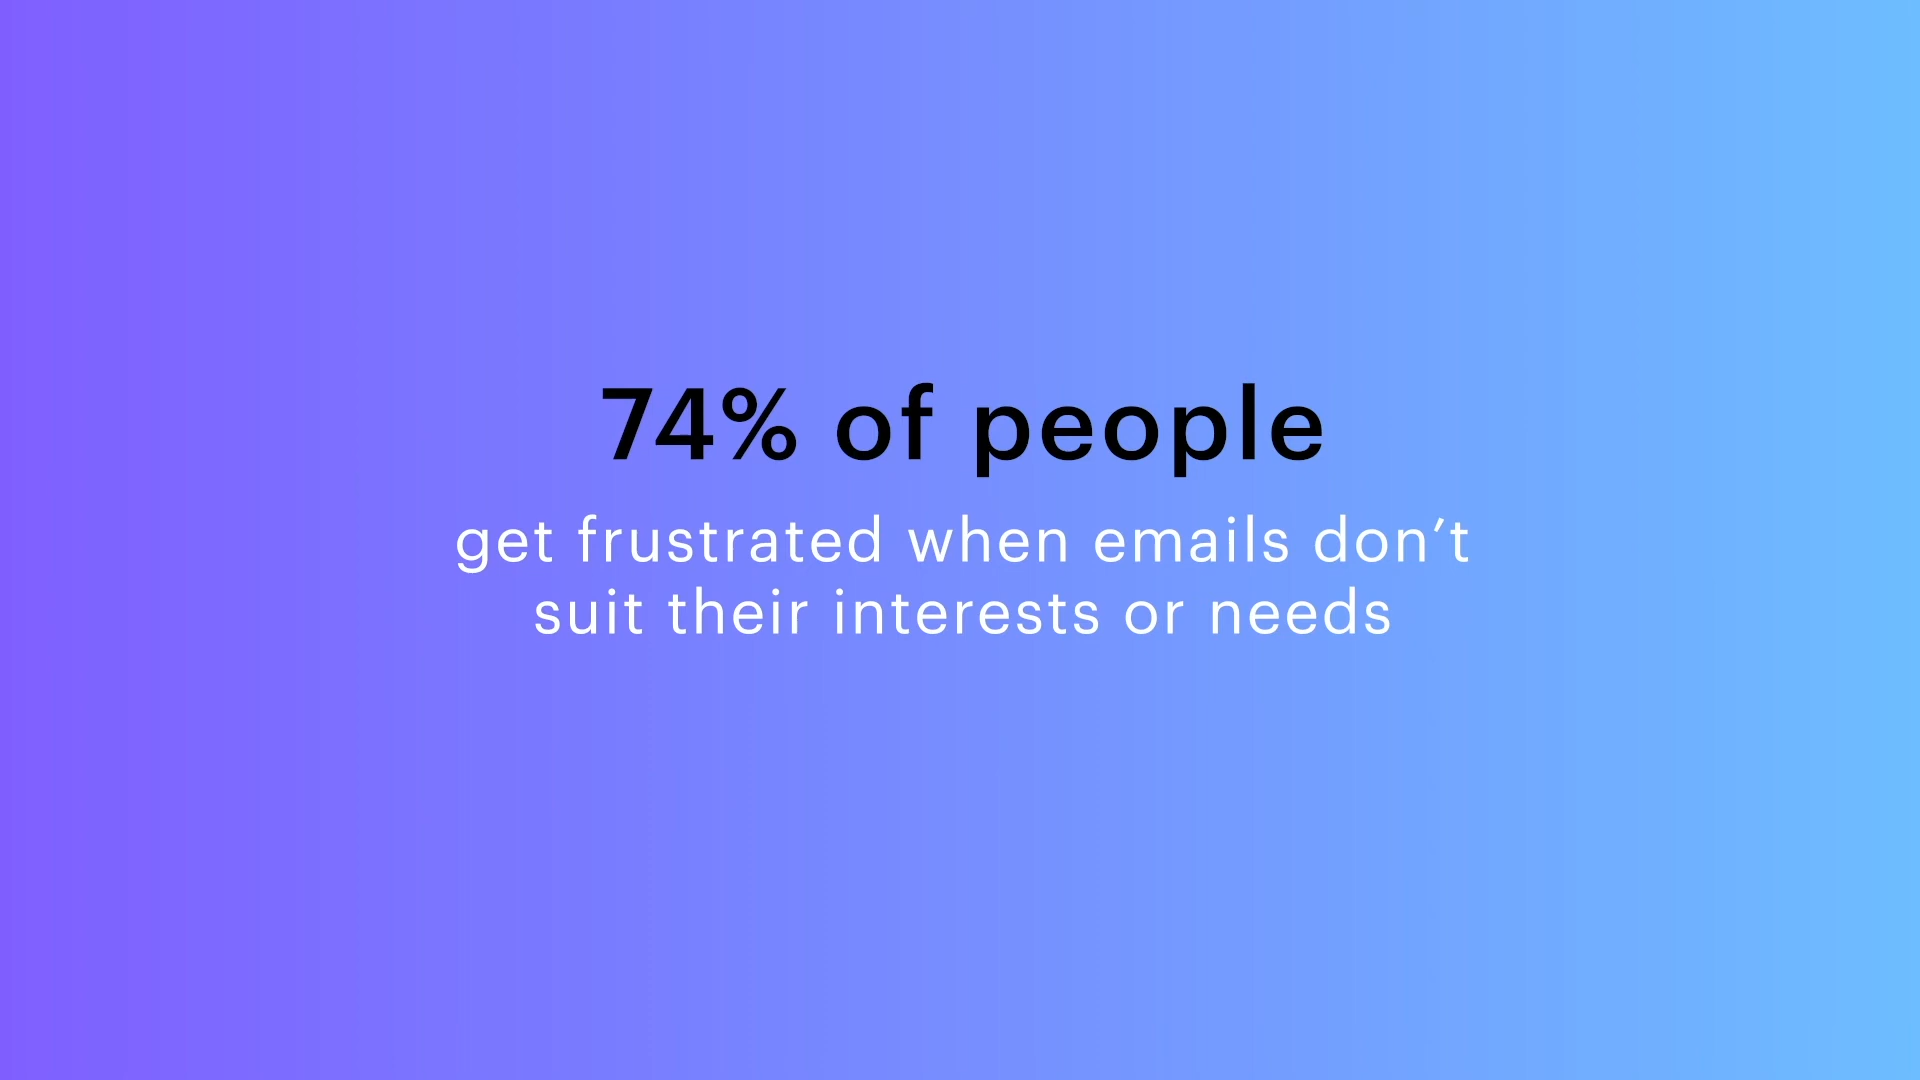 74% of people
get frustrated when emails don’t
suit their interests or needs